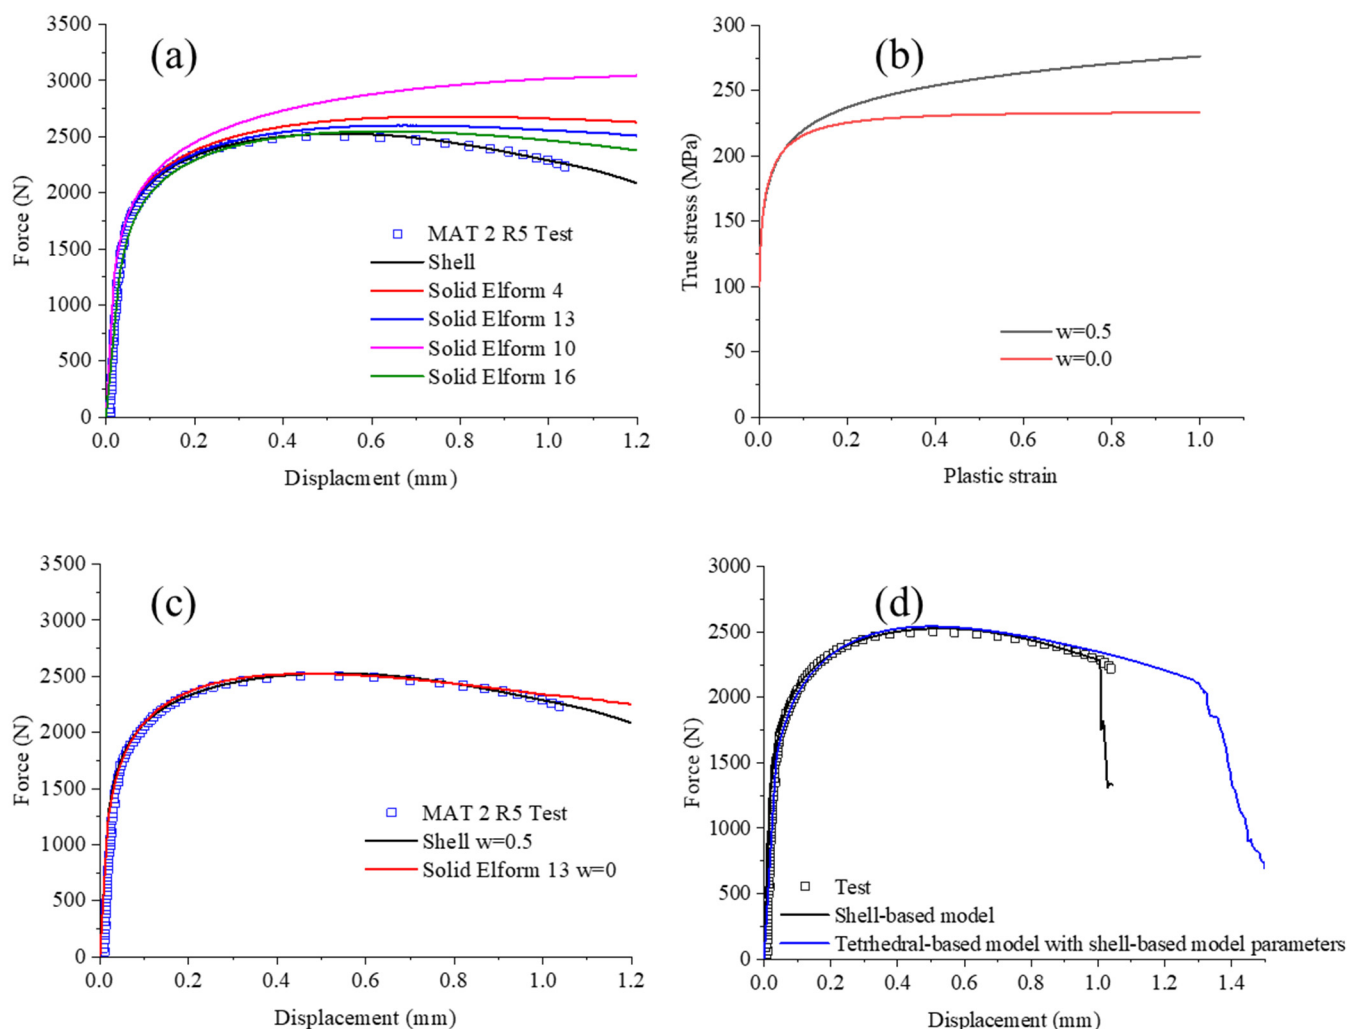 (a)
3500
3000
2500
2000
1500
1000
500
0
Force (N)
MAT 2 R5 Test
Shell
Solid Elform 4
Solid Elform 13
Solid Elform 10
Solid Elform 16
0.0 0.2 0.4 0.6 0.8 1.0 1.2
Displacment (mm)
(b)
300
250
200
150
100
50
0
True stress (MPa)
w=0.5
w=0.0
0.0 0.2 0.4 0.6 0.8 1.0
Plastic strain
(c)
3500
3000
2500
2000
1500
1000
500
0
Force (N)
MAT 2 R5 Test
Shell w=0.5
Solid Elform 13 w=0
0.0 0.2 0.4 0.6 0.8 1.0 1.2
Displacement (mm)
(d)
3000
2500
2000
1500
1000
500
0
Force (N)
Test
Shell-based model
Tetrhedral-based model with shell-based model parameters
0.0 0.2 0.4 0.6 0.8 1.0 1.2 1.4
Displacement (mm)